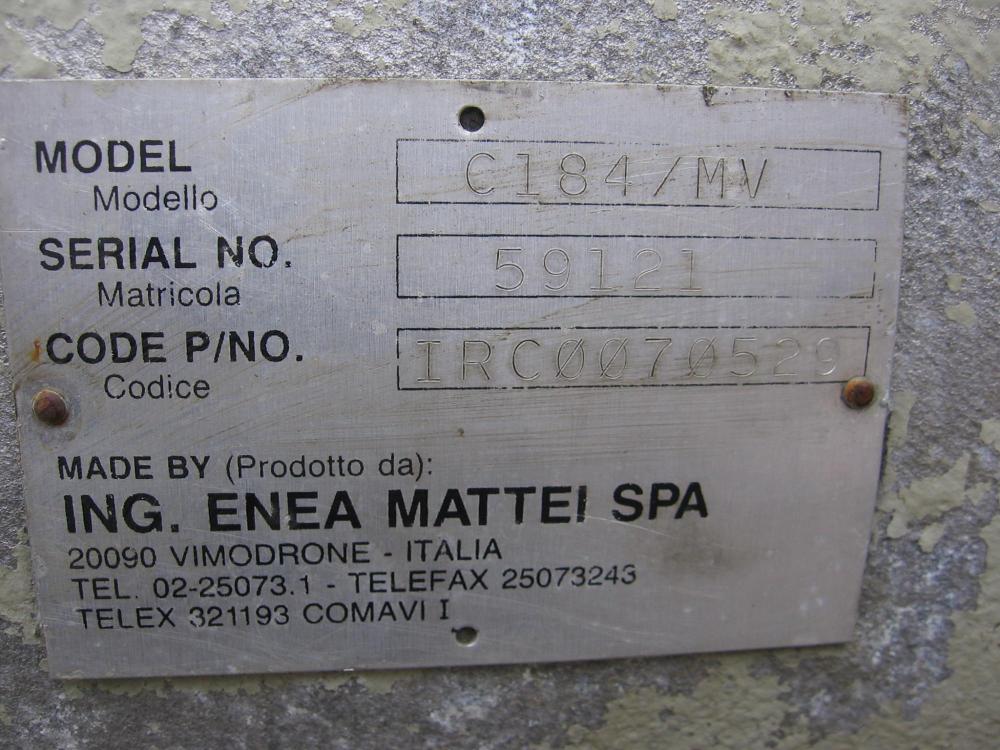 MODEL C184/MV
Modello
SERIAL NO. 59121
Matricola
CODE P/NO. IRC0070529
Codice
MADE BY (Prodotto da):
ING. ENEA MATTEI SPA
20090 VIMODRONE - ITALIA
TEL. 02-25073.1 - TELEFAX 25073243
TELEX 321193 COMAVI I